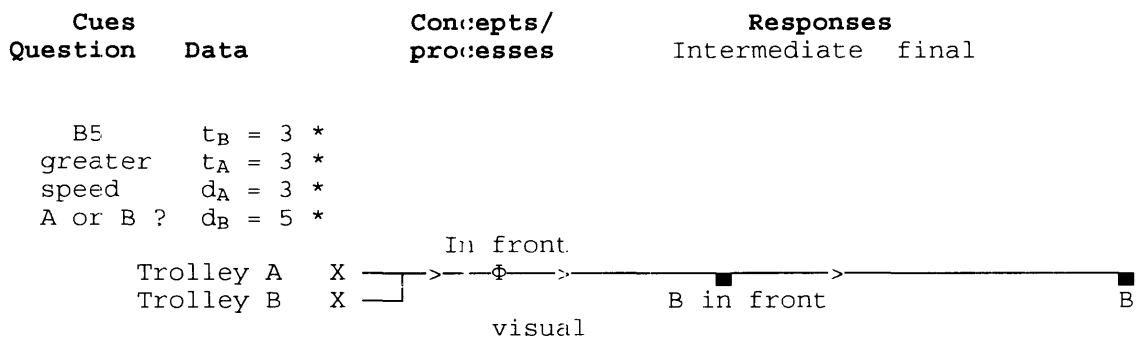 Cues Concepts/ Responses
Question Data processes Intermediate final
B5 tB = 3 *
greater tA = 3 *
speed dA = 3 *
A or B ? dB = 5 *
In front
Trolley A X > Φ > >
Trolley B X B in front B
visual